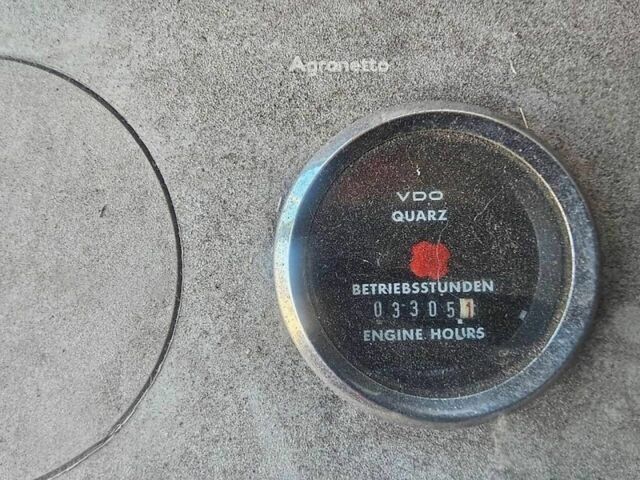 Agronetto
VDO
QUARZ
BETRIEBSSTUNDEN
033051
ENGINE HOURS